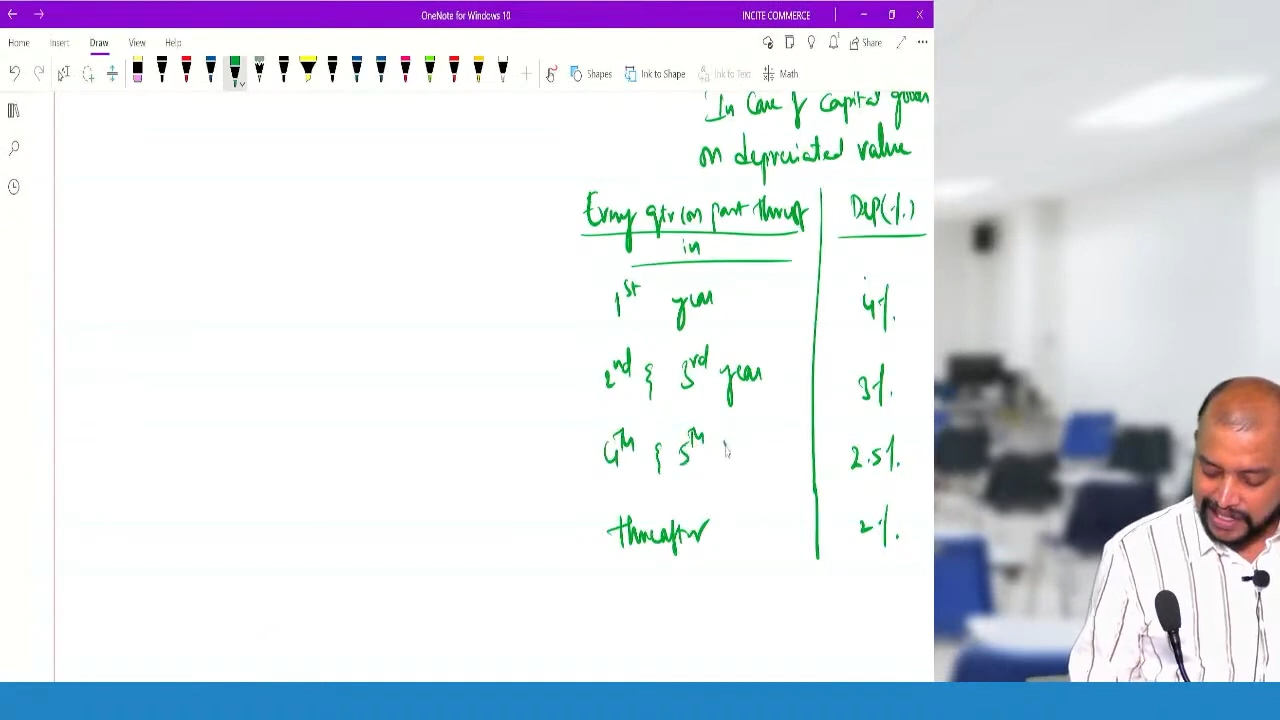 OneNote for Windows 10
INCITE COMMERCE
Home Insert Draw View Help
Share
Shapes Ink to Shape Ink to Text Math
In Case of capital goods
on depreciated value
Every qtr (on part thereof Dep(%)
in
1st year 4%
2nd & 3rd year 3%
4th & 5th 2.5%
thereafter 2%